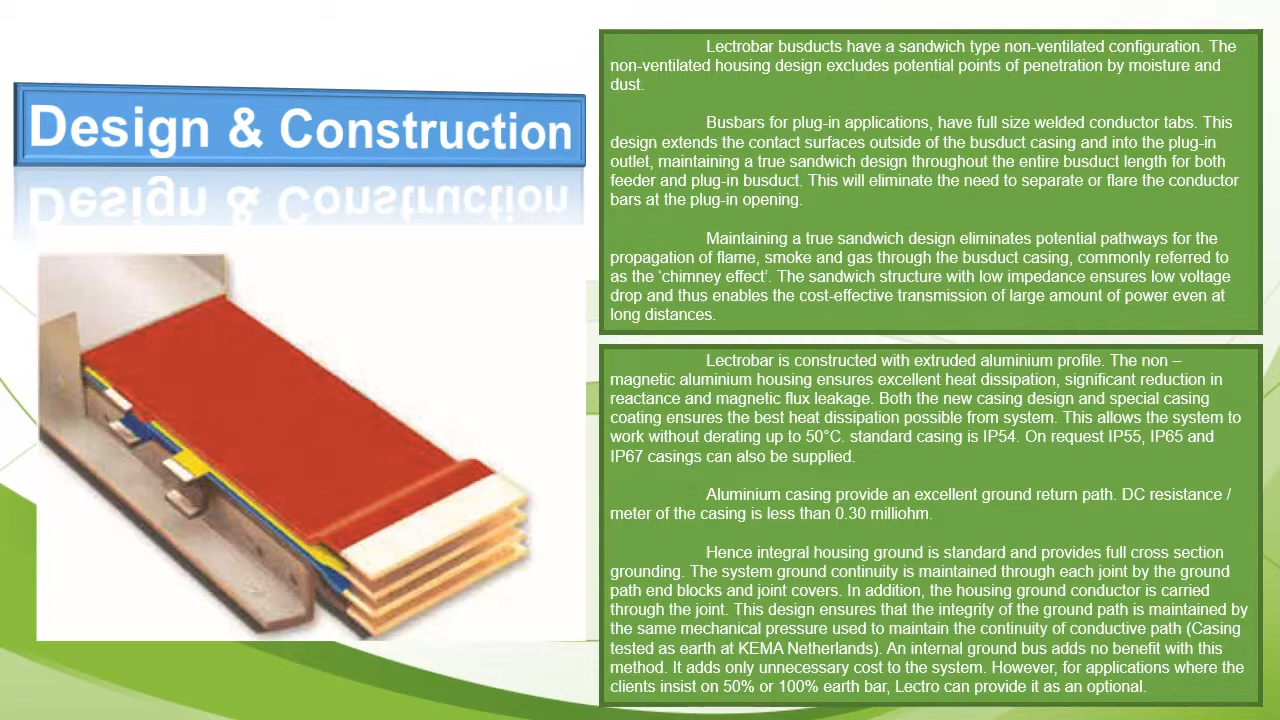 Design & Construction
Lectrobar busducts have a sandwich type non-ventilated configuration. The
non-ventilated housing design excludes potential points of penetration by moisture and
dust.
Busbars for plug-in applications, have full size welded conductor tabs. This
design extends the contact surfaces outside of the busduct casing and into the plug-in
outlet, maintaining a true sandwich design throughout the entire busduct length for both
feeder and plug-in busduct. This will eliminate the need to separate or flare the conductor
bars at the plug-in opening.
Maintaining a true sandwich design eliminates potential pathways for the
propagation of flame, smoke and gas through the busduct casing, commonly referred to
as the ‘chimney effect’. The sandwich structure with low impedance ensures low voltage
drop and thus enables the cost-effective transmission of large amount of power even at
long distances.
Lectrobar is constructed with extruded aluminium profile. The non –
magnetic aluminium housing ensures excellent heat dissipation, significant reduction in
reactance and magnetic flux leakage. Both the new casing design and special casing
coating ensures the best heat dissipation possible from system. This allows the system to
work without derating up to 50°C. standard casing is IP54. On request IP55, IP65 and
IP67 casings can also be supplied.
Aluminium casing provide an excellent ground return path. DC resistance /
meter of the casing is less than 0.30 milliohm.
Hence integral housing ground is standard and provides full cross section
grounding. The system ground continuity is maintained through each joint by the ground
path end blocks and joint covers. In addition, the housing ground conductor is carried
through the joint. This design ensures that the integrity of the ground path is maintained by
the same mechanical pressure used to maintain the continuity of conductive path (Casing
tested as earth at KEMA Netherlands). An internal ground bus adds no benefit with this
method. It adds only unnecessary cost to the system. However, for applications where the
clients insist on 50% or 100% earth bar, Lectro can provide it as an optional.